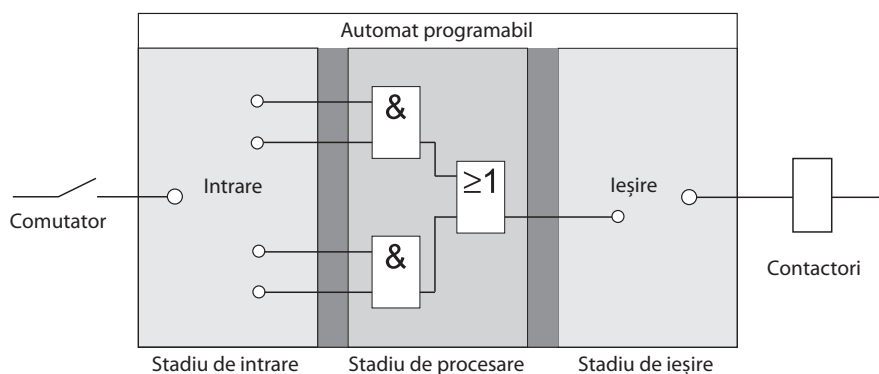 Automat programabil
&
Intrare
≥1
Ieșire
Comutator
&
Contactori
Stadiu de intrare
Stadiu de procesare
Stadiu de ieșire